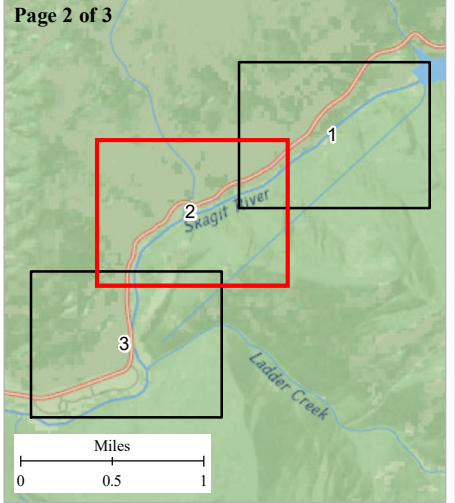 Page 2 of 3
1
2
Skagit River
3
Ladder Creek
Miles
0 0.5 1